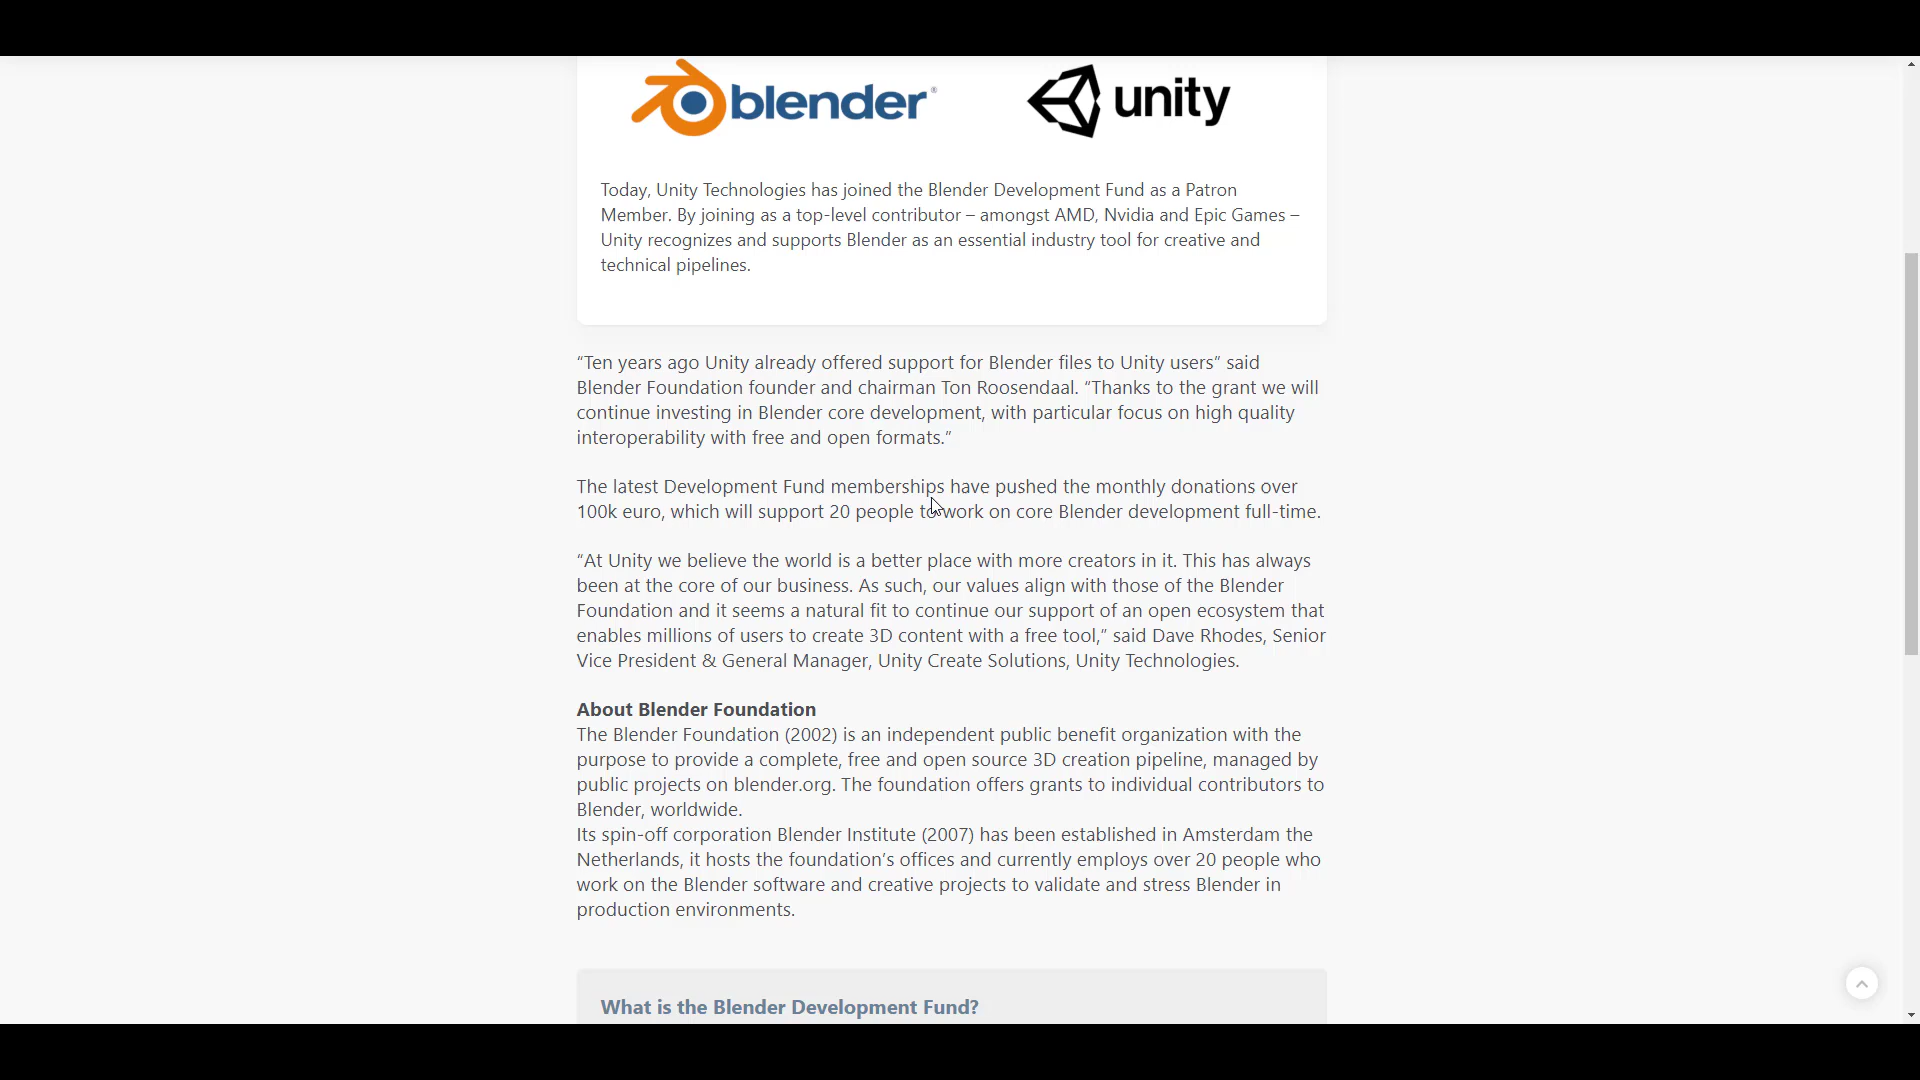 blender®
unity
Today, Unity Technologies has joined the Blender Development Fund as a Patron
Member. By joining as a top-level contributor – amongst AMD, Nvidia and Epic Games –
Unity recognizes and supports Blender as an essential industry tool for creative and
technical pipelines.
“Ten years ago Unity already offered support for Blender files to Unity users” said
Blender Foundation founder and chairman Ton Roosendaal. “Thanks to the grant we will
continue investing in Blender core development, with particular focus on high quality
interoperability with free and open formats.”
The latest Development Fund memberships have pushed the monthly donations over
100k euro, which will support 20 people to work on core Blender development full-time.
“At Unity we believe the world is a better place with more creators in it. This has always
been at the core of our business. As such, our values align with those of the Blender
Foundation and it seems a natural fit to continue our support of an open ecosystem that
enables millions of users to create 3D content with a free tool,” said Dave Rhodes, Senior
Vice President & General Manager, Unity Create Solutions, Unity Technologies.
About Blender Foundation
The Blender Foundation (2002) is an independent public benefit organization with the
purpose to provide a complete, free and open source 3D creation pipeline, managed by
public projects on blender.org. The foundation offers grants to individual contributors to
Blender, worldwide.
Its spin-off corporation Blender Institute (2007) has been established in Amsterdam the
Netherlands, it hosts the foundation’s offices and currently employs over 20 people who
work on the Blender software and creative projects to validate and stress Blender in
production environments.
What is the Blender Development Fund?